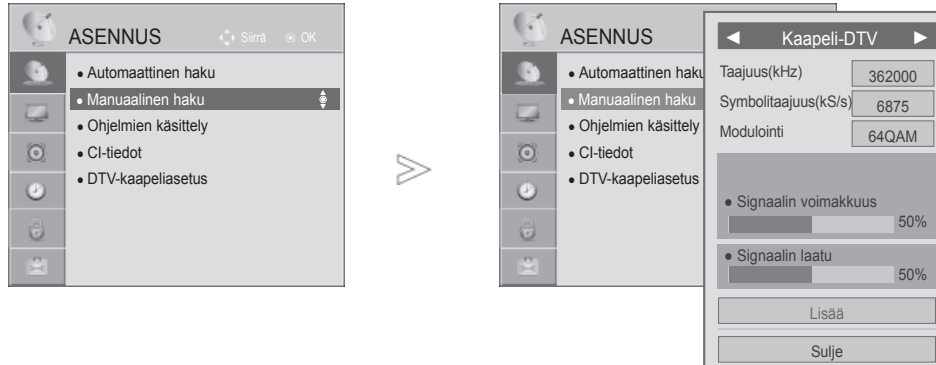 ASENNUS
Siirrä OK
● Automaattinen haku
● Manuaalinen haku
● Ohjelmien käsittely
● CI-tiedot
● DTV-kaapeliasetus
>
ASENNUS
● Automaattinen haku
● Manuaalinen haku
● Ohjelmien käsittely
● CI-tiedot
● DTV-kaapeliasetus
◄ Kaapeli-DTV ►
Taajuus(kHz) 362000
Symbolitaajuus(kS/s) 6875
Modulointi 64QAM
● Signaalin voimakkuus
50%
● Signaalin laatu
50%
Lisää
Sulje